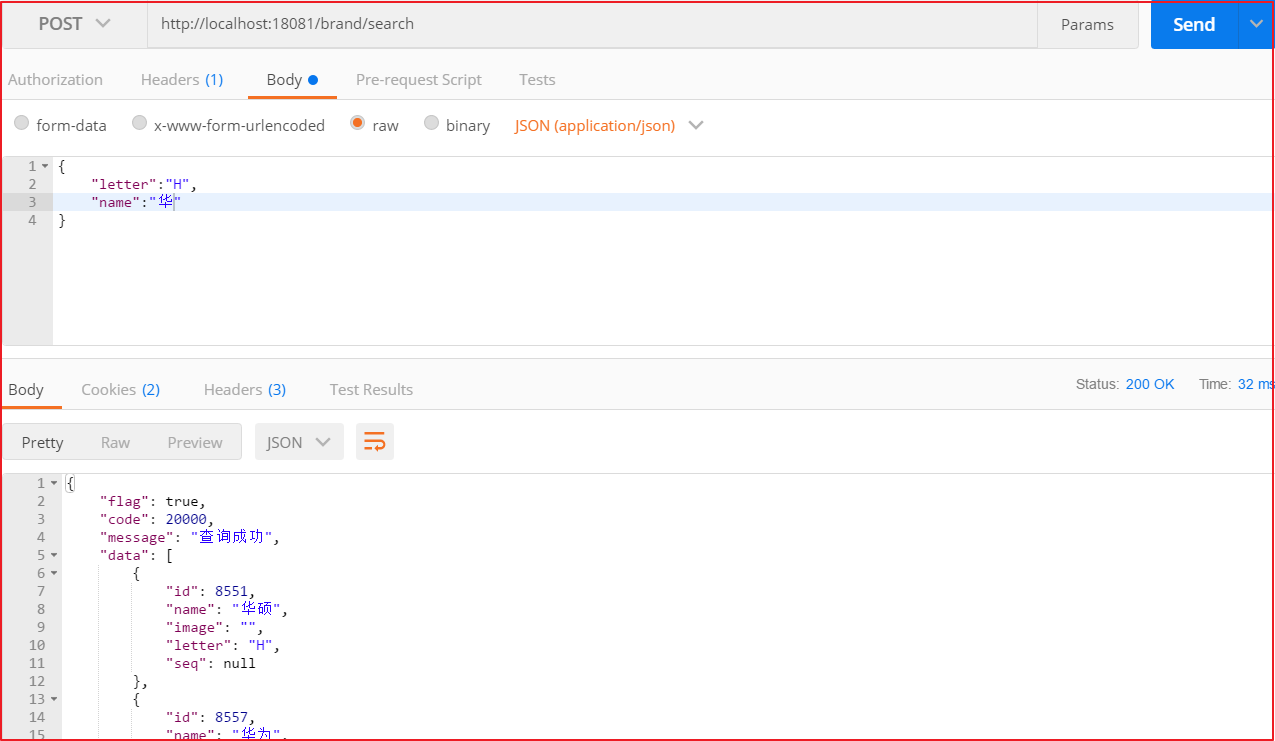 POST http://localhost:18081/brand/search Params Send
Authorization Headers (1) Body Pre-request Script Tests
form-data x-www-form-urlencoded raw binary JSON (application/json)
1 {
2 "letter":"H",
3 "name":"华"
4 }
Body Cookies (2) Headers (3) Test Results Status: 200 OK Time: 32 ms
Pretty Raw Preview JSON
1 {
2 "flag": true,
3 "code": 20000,
4 "message": "查询成功",
5 "data": [
6 {
7 "id": 8551,
8 "name": "华硕",
9 "image": "",
10 "letter": "H",
11 "seq": null
12 },
13 {
14 "id": 8557,
15 "name": "华为",